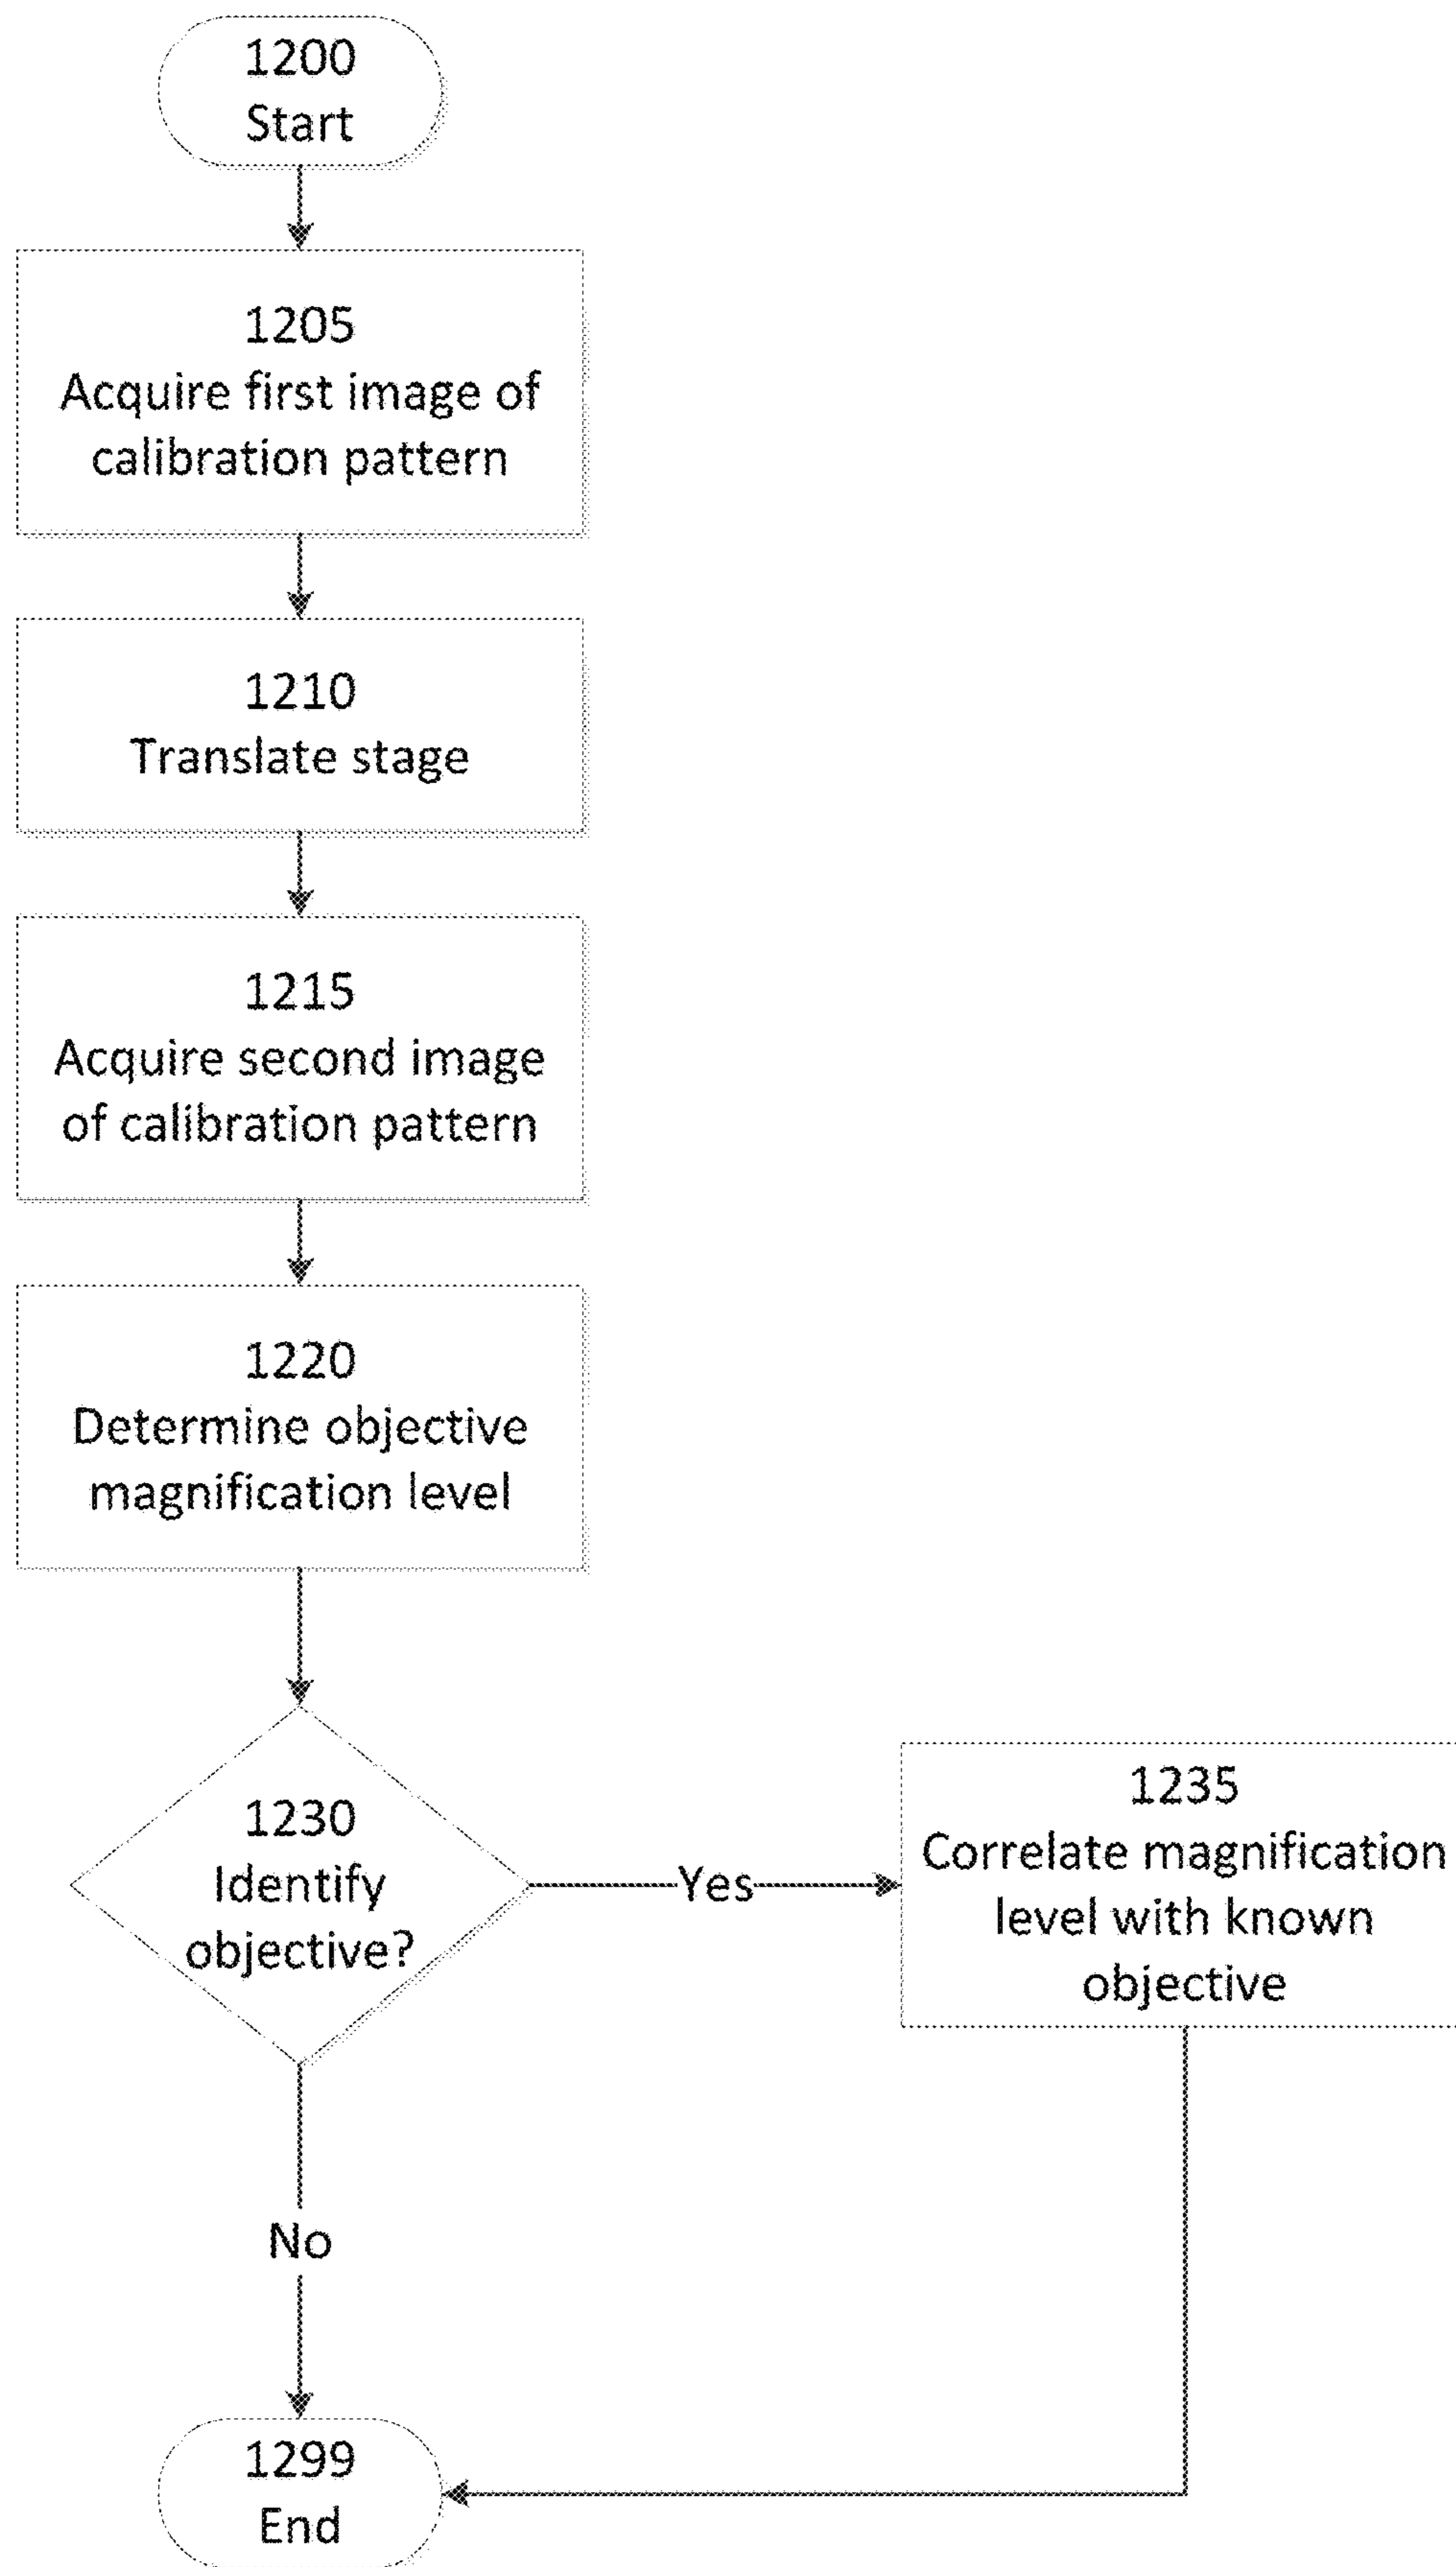 1200
Start
1205
Acquire first image of
calibration pattern
1210
Translate stage
1215
Acquire second image
of calibration pattern
1220
Determine objective
magnification level
1230
Identify
objective?
Yes
1235
Correlate magnification
level with known
objective
No
1299
End